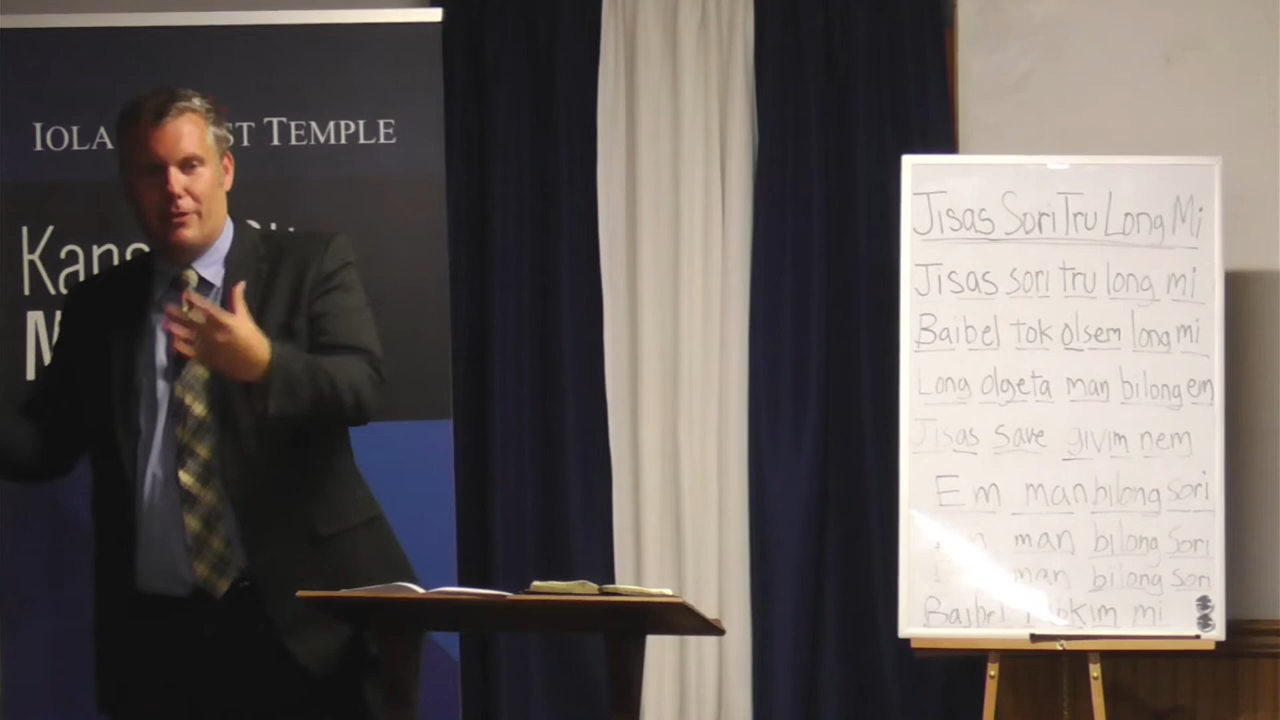 IOLA ST TEMPLE
Kans
M
Jisas Sori Tru Long Mi
Jisas sori tru long mi
Baibel tok olsem long mi
Long olgeta man bilong em
Jisas save givim nem
Em man bilong sori
man bilong Sori
man bilong sori
Baibel mi